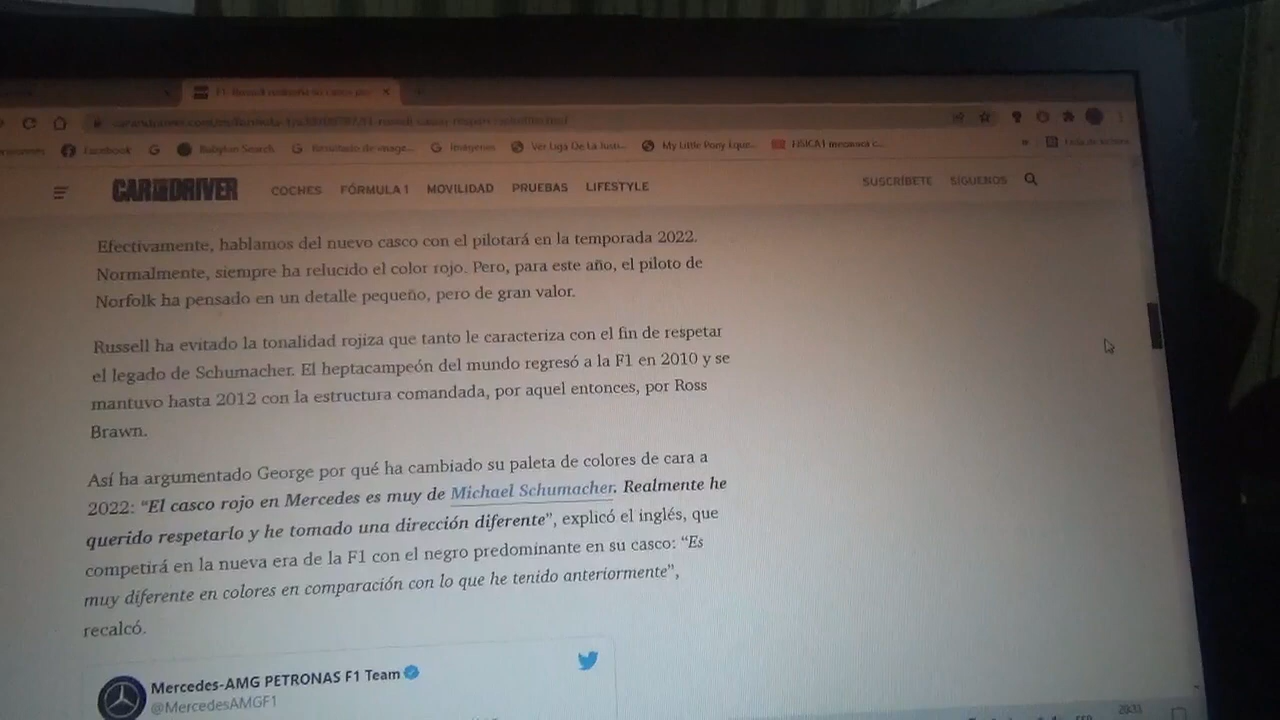 F1: Russell rediseña su casco por
Facebook
Babylon Search
Resultado de image...
Imágenes
Ver Liga De La Justi...
My Little Pony Equr...
FISICA I mecanica c...
CAR AND DRIVER
COCHES FÓRMULA 1 MOVILIDAD PRUEBAS LIFESTYLE
SUSCRÍBETE SÍGUENOS
Efectivamente, hablamos del nuevo casco con el pilotará en la temporada 2022.
Normalmente, siempre ha relucido el color rojo. Pero, para este año, el piloto de
Norfolk ha pensado en un detalle pequeño, pero de gran valor.
Russell ha evitado la tonalidad rojiza que tanto le caracteriza con el fin de respetar
el legado de Schumacher. El heptacampeón del mundo regresó a la F1 en 2010 y se
mantuvo hasta 2012 con la estructura comandada, por aquel entonces, por Ross
Brawn.
Así ha argumentado George por qué ha cambiado su paleta de colores de cara a
2022: “El casco rojo en Mercedes es muy de Michael Schumacher. Realmente he
querido respetarlo y he tomado una dirección diferente”, explicó el inglés, que
competirá en la nueva era de la F1 con el negro predominante en su casco: “Es
muy diferente en colores en comparación con lo que he tenido anteriormente”,
recalcó.
Mercedes-AMG PETRONAS F1 Team
@MercedesAMGF1
20:33